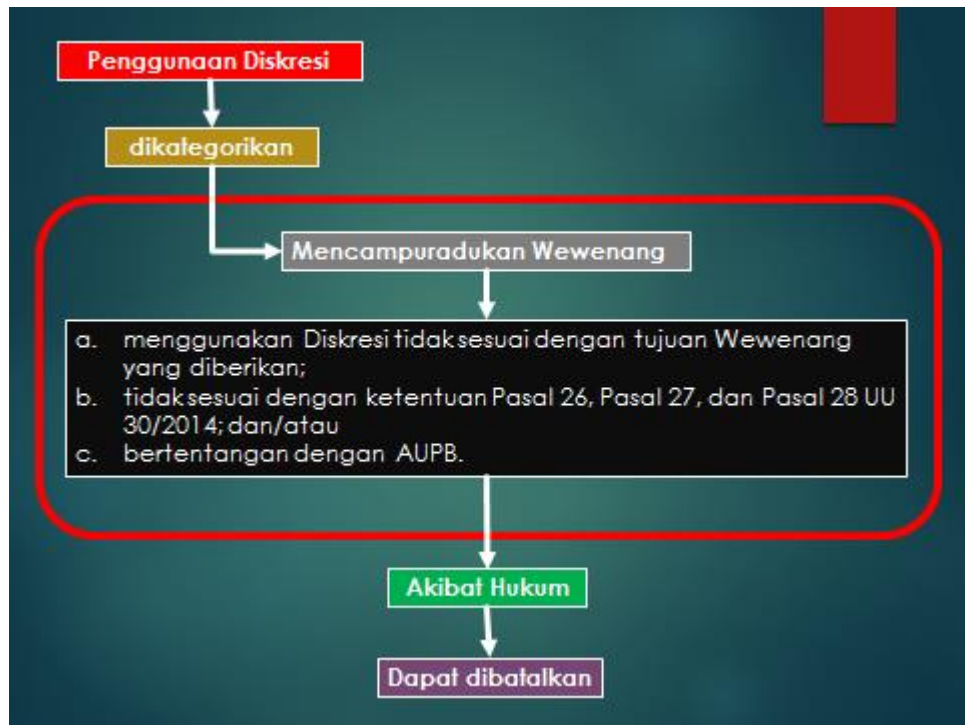 Penggunaan Diskresi
dikategorikan
Mencampuradukan Wewenang
a. menggunakan Diskresi tidak sesuai dengan tujuan Wewenang
yang diberikan;
b. tidak sesuai dengan ketentuan Pasal 26, Pasal 27, dan Pasal 28 UU
30/2014; dan/atau
c. bertentangan dengan AUPB.
Akibat Hukum
Dapat dibatalkan